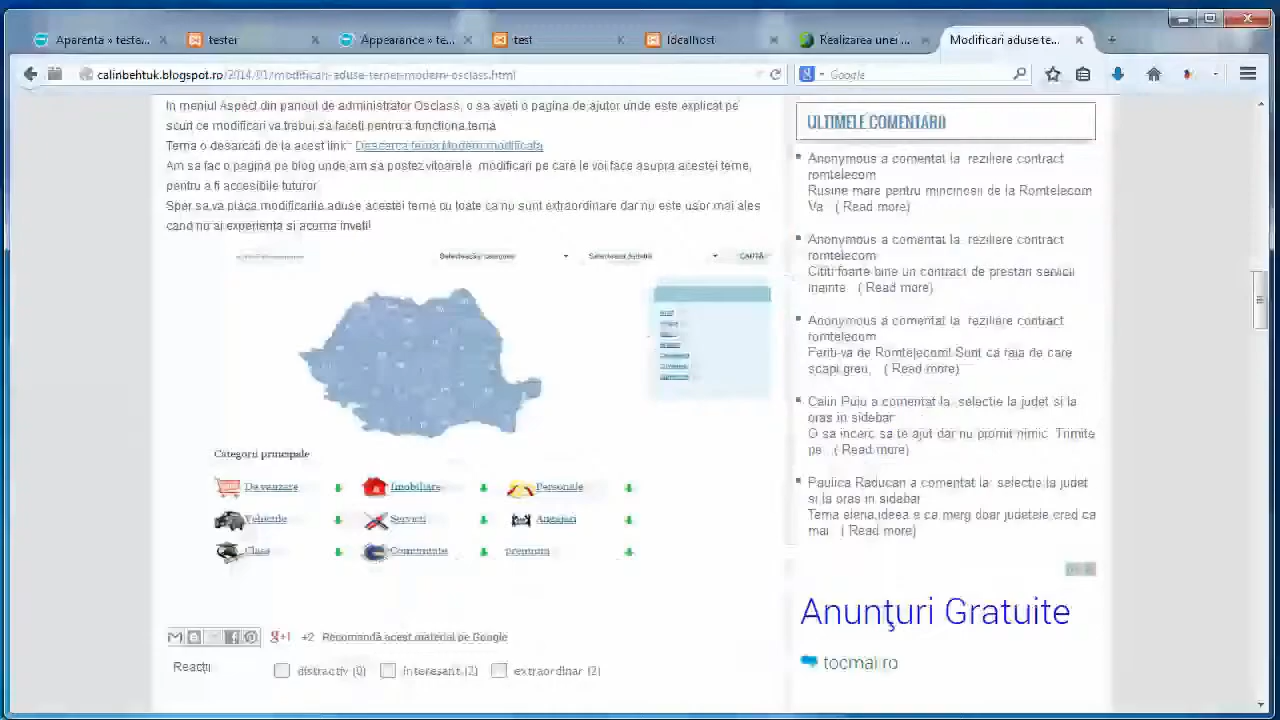 Aparenta » teste...
tester
Appearance » te...
test
localhost
Realizarea unei ...
Modificari aduse te...
calinbehtuk.blogspot.ro/2014/01/modificari-aduse-temei-modern-osclass.html
Google
In meniul Aspect din panoul de administrator Osclass, o sa aveti o pagina de ajutor unde este explicat pe
scurt ce modificari va trebui sa faceti pentru a functiona tema
Tema o desarcati de la acest link: Descarca tema Modern modificata
Am sa fac o pagina pe blog unde am sa postez viitoarele modificari pe care le voi face asupra acestei teme,
pentru a fi accesibile tuturor
Sper sa va placa modificarile aduse acestei teme cu toate ca nu sunt extraordinare dar nu este usor mai ales
cand nu ai experienta si acuma inveti!
CAUTĂ
Categorii principale
De vanzare
Imobiliare
Personale
Vehicule
Servicii
Angajari
Clase
Comunitate
premium
g+1 +2 Recomandă acest material pe Google
Reacții
distractiv (0)
interesant (2)
extraordinar (2)
ULTIMELE COMENTARII
Anonymous a comentat la reziliere contract
romtelecom
Rusine mare pentru mincinosii de la Romtelecom
Va ( Read more)
Anonymous a comentat la reziliere contract
romtelecom
Cititi foarte bine un contract de prestari servicii
inainte ( Read more)
Anonymous a comentat la reziliere contract
romtelecom
Feriti-va de Romtelecom! Sunt ca raia de care
scapi greu, ( Read more)
Calin Puiu a comentat la selectie la judet si la
oras in sidebar
O sa incerc sa te ajut dar nu promit nimic Trimite
pe ( Read more)
Paulica Raducan a comentat la selectie la judet
si la oras in sidebar
Tema elena,ideea e ca merg doar judetele cred ca
mai ( Read more)
Anunţuri Gratuite
tocmai.ro